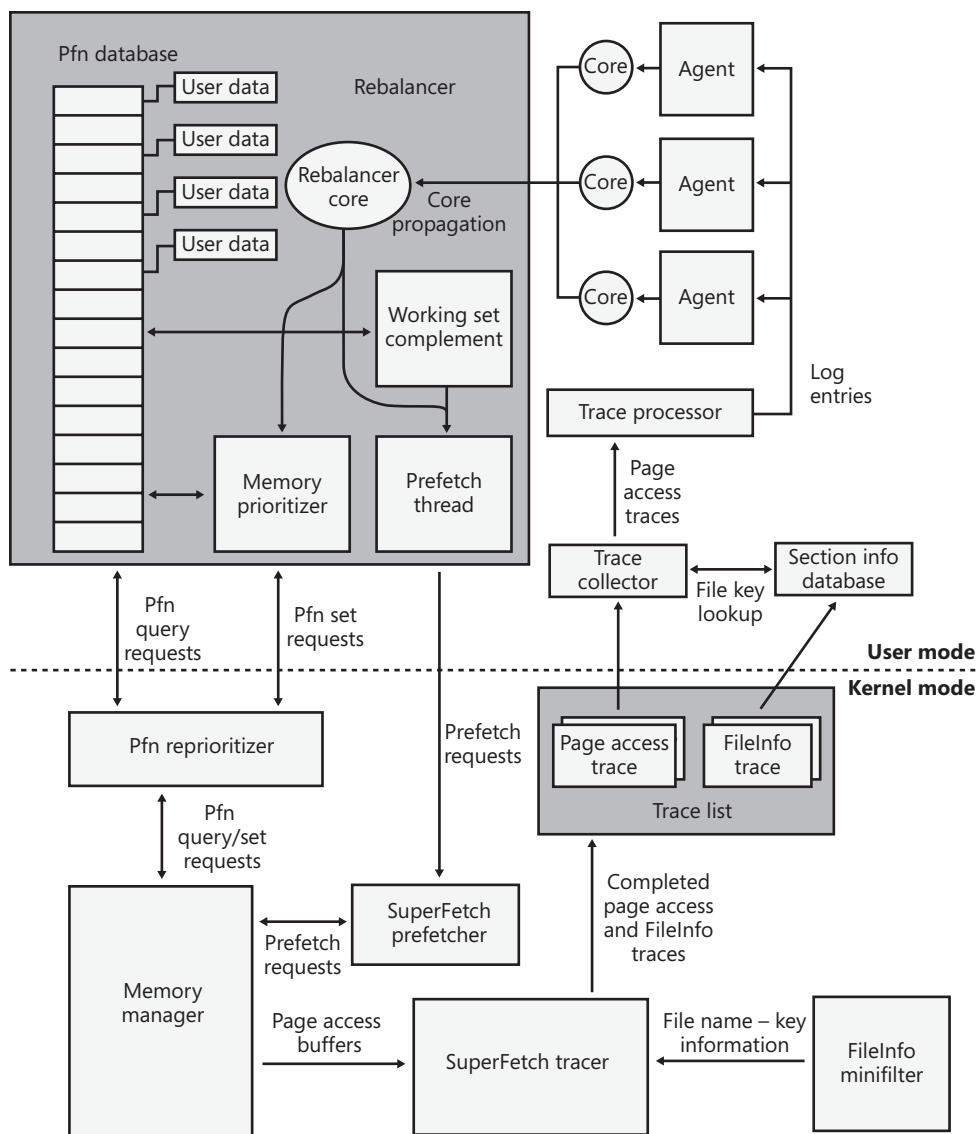 Pfn database
User data
User data
User data
User data
Rebalancer
Rebalancer
core
Core
propagation
Working set
complement
Memory
prioritizer
Prefetch
thread
Core
Agent
Core
Agent
Core
Agent
Log
entries
Trace processor
Page
access
traces
Trace
collector
File key
lookup
Section info
database
Pfn
query
requests
Pfn set
requests
User mode
Kernel mode
Pfn reprioritizer
Prefetch
requests
Page access
trace
FileInfo
trace
Trace list
Pfn
query/set
requests
Completed
page access
and FileInfo
traces
SuperFetch
prefetcher
Prefetch
requests
Memory
manager
Page access
buffers
SuperFetch tracer
File name – key
information
FileInfo
minifilter